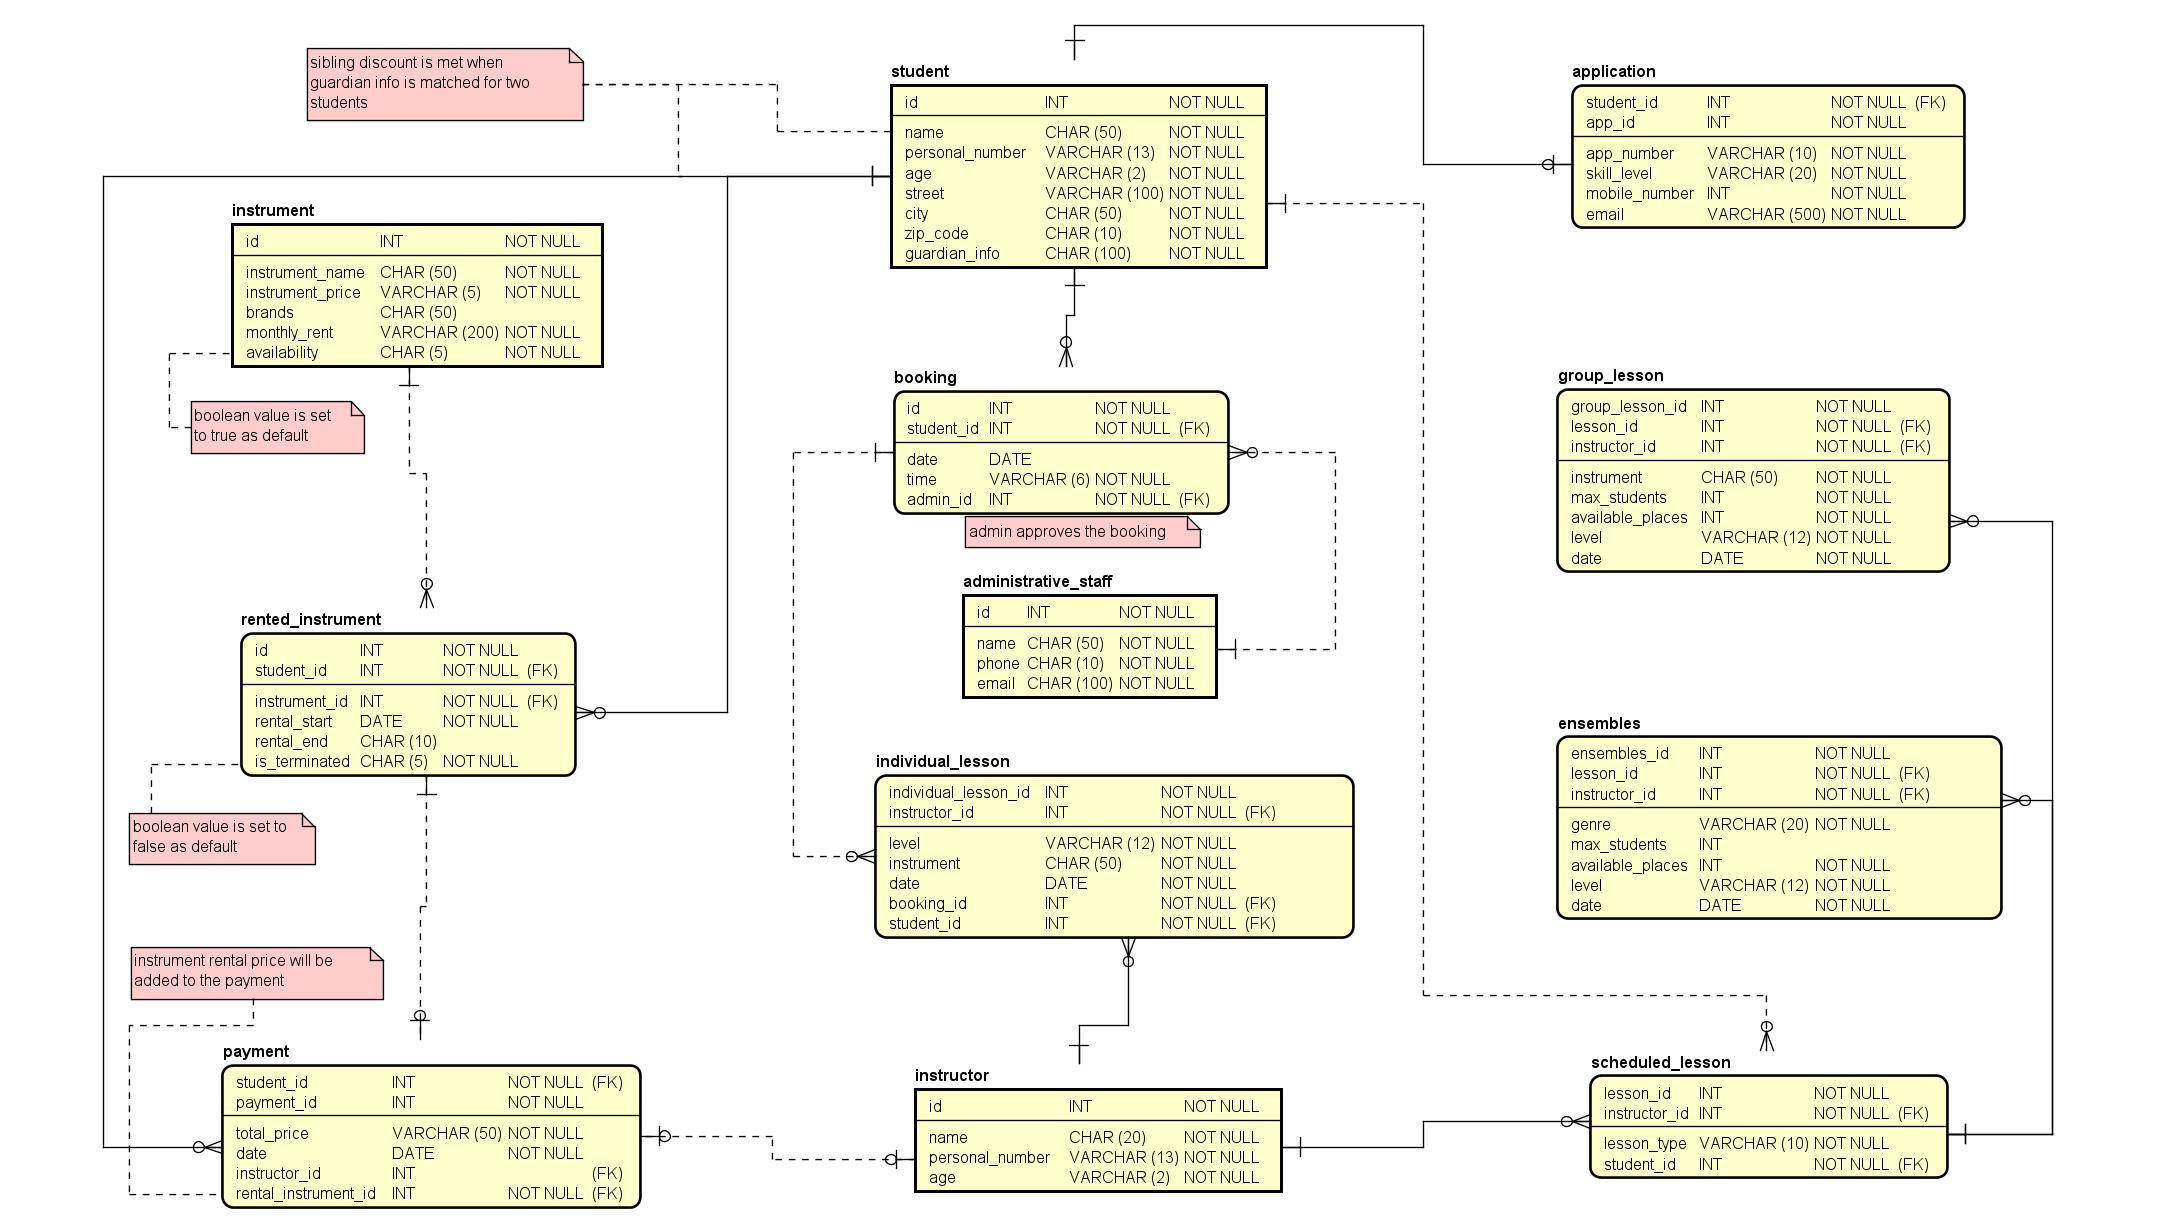 sibling discount is met when
guardian info is matched for two
students
student
id INT NOT NULL
name CHAR (50) NOT NULL
personal_number VARCHAR (13) NOT NULL
age VARCHAR (2) NOT NULL
street VARCHAR (100) NOT NULL
city CHAR (50) NOT NULL
zip_code CHAR (10) NOT NULL
guardian_info CHAR (100) NOT NULL
application
student_id INT NOT NULL (FK)
app_id INT NOT NULL
app_number VARCHAR (10) NOT NULL
skill_level VARCHAR (20) NOT NULL
mobile_number INT NOT NULL
email VARCHAR (500) NOT NULL
instrument
id INT NOT NULL
instrument_name CHAR (50) NOT NULL
instrument_price VARCHAR (5) NOT NULL
brands CHAR (50)
monthly_rent VARCHAR (200) NOT NULL
availability CHAR (5) NOT NULL
boolean value is set
to true as default
booking
id INT NOT NULL
student_id INT NOT NULL (FK)
date DATE
time VARCHAR (6) NOT NULL
admin_id INT NOT NULL (FK)
admin approves the booking
group_lesson
group_lesson_id INT NOT NULL
lesson_id INT NOT NULL (FK)
instructor_id INT NOT NULL (FK)
instrument CHAR (50) NOT NULL
max_students INT NOT NULL
available_places INT NOT NULL
level VARCHAR (12) NOT NULL
date DATE NOT NULL
administrative_staff
id INT NOT NULL
name CHAR (50) NOT NULL
phone CHAR (10) NOT NULL
email CHAR (100) NOT NULL
rented_instrument
id INT NOT NULL
student_id INT NOT NULL (FK)
instrument_id INT NOT NULL (FK)
rental_start DATE NOT NULL
rental_end CHAR (10)
is_terminated CHAR (5) NOT NULL
boolean value is set to
false as default
individual_lesson
individual_lesson_id INT NOT NULL
instructor_id INT NOT NULL (FK)
level VARCHAR (12) NOT NULL
instrument CHAR (50) NOT NULL
date DATE NOT NULL
booking_id INT NOT NULL (FK)
student_id INT NOT NULL (FK)
ensembles
ensembles_id INT NOT NULL
lesson_id INT NOT NULL (FK)
instructor_id INT NOT NULL (FK)
genre VARCHAR (20) NOT NULL
max_students INT
available_places INT NOT NULL
level VARCHAR (12) NOT NULL
date DATE NOT NULL
instrument rental price will be
added to the payment
payment
student_id INT NOT NULL (FK)
payment_id INT NOT NULL
total_price VARCHAR (50) NOT NULL
date DATE NOT NULL
instructor_id INT (FK)
rental_instrument_id INT NOT NULL (FK)
instructor
id INT NOT NULL
name CHAR (20) NOT NULL
personal_number VARCHAR (13) NOT NULL
age VARCHAR (2) NOT NULL
scheduled_lesson
lesson_id INT NOT NULL
instructor_id INT NOT NULL (FK)
lesson_type VARCHAR (10) NOT NULL
student_id INT NOT NULL (FK)